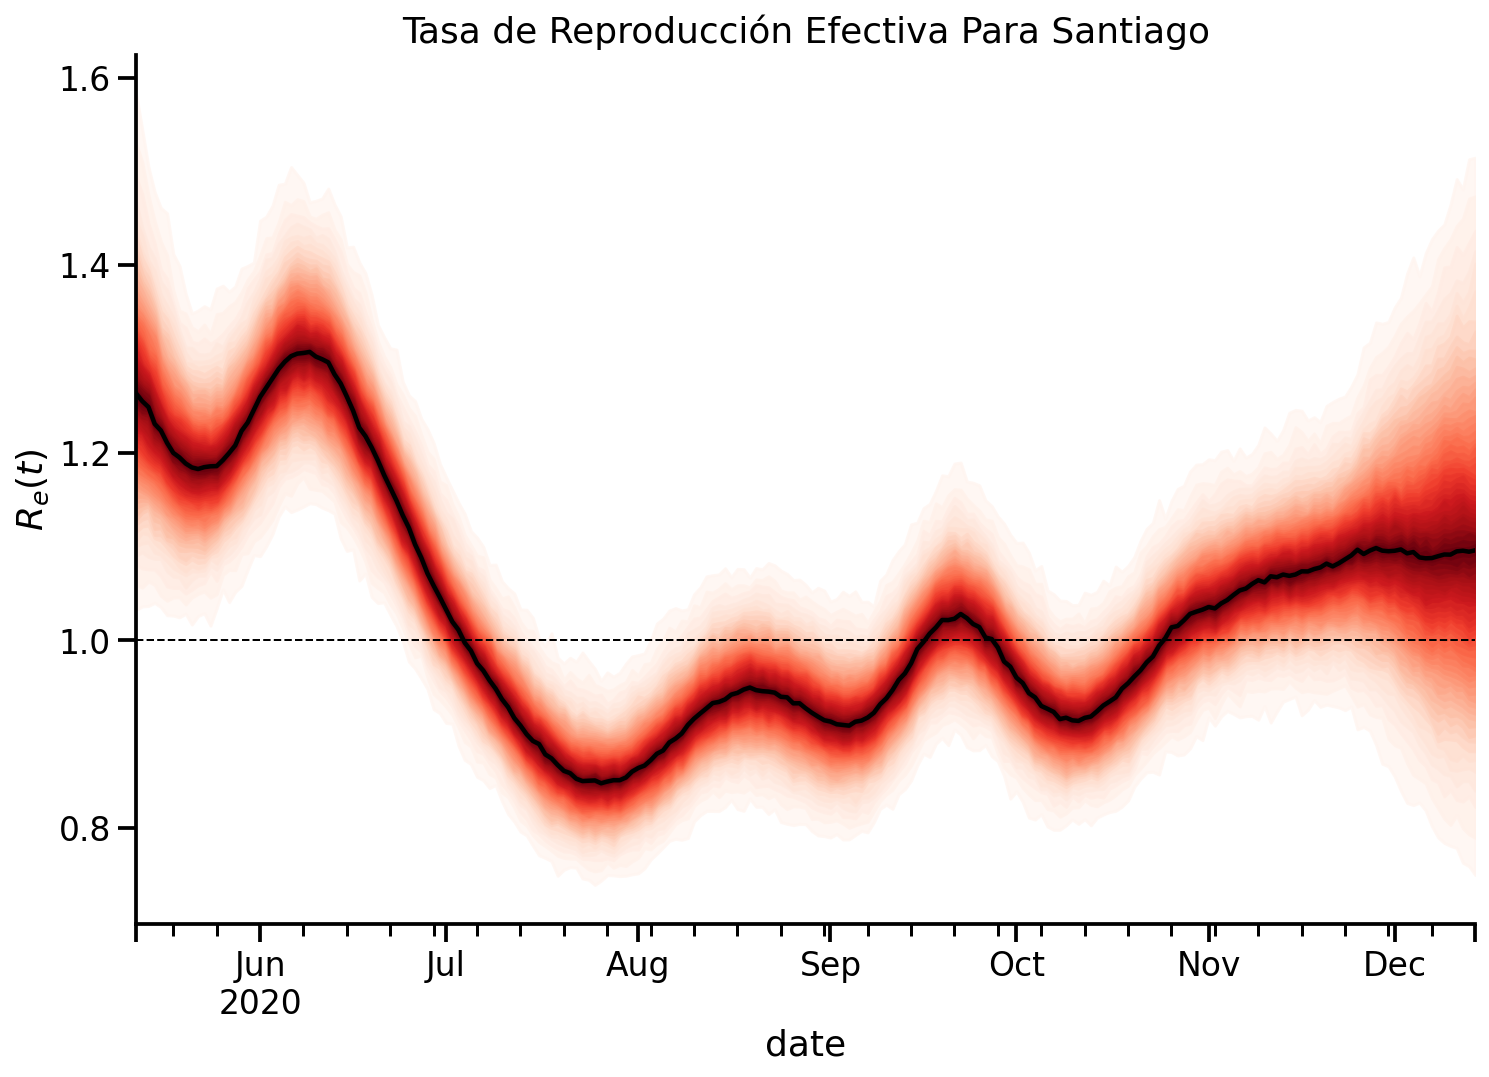 Tasa de Reproducción Efectiva Para Santiago
1.6
1.4
1.2
1.0
0.8
R_e(t)
Jun Jul Aug Sep Oct Nov Dec
2020
date